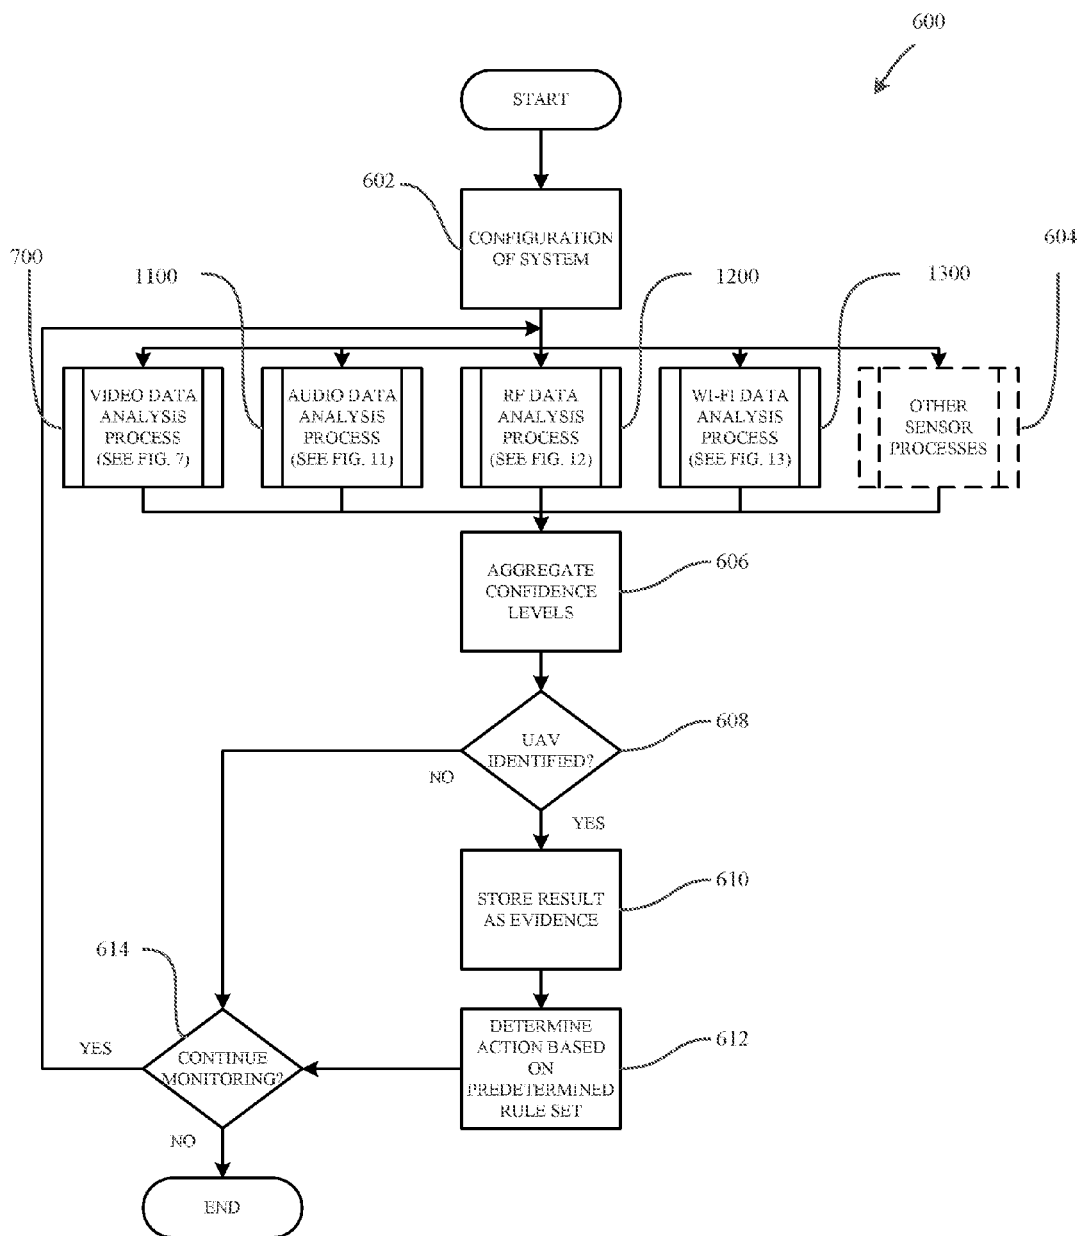 600
START
602
CONFIGURATION
OF SYSTEM
700
1100
1200
1300
604
VIDEO DATA
ANALYSIS
PROCESS
(SEE FIG. 7)
AUDIO DATA
ANALYSIS
PROCESS
(SEE FIG. 11)
RF DATA
ANALYSIS
PROCESS
(SEE FIG. 12)
WI-FI DATA
ANALYSIS
PROCESS
(SEE FIG. 13)
OTHER
SENSOR
PROCESSES
AGGREGATE
CONFIDENCE
LEVELS
606
UAV
IDENTIFIED?
608
NO
YES
STORE RESULT
AS EVIDENCE
610
614
DETERMINE
ACTION BASED
ON
PREDETERMINED
RULE SET
612
YES
CONTINUE
MONITORING?
NO
END